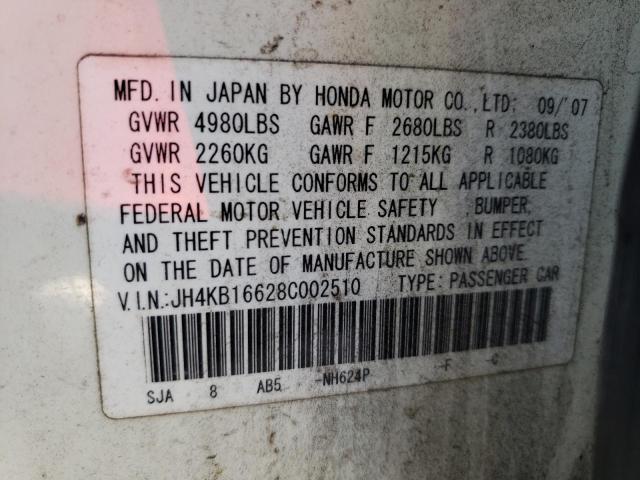 MFD. IN JAPAN BY HONDA MOTOR CO., LTD: 09/'07
GVWR 4980LBS GAWR F 2680LBS R 2380LBS
GVWR 2260KG GAWR F 1215KG R 1080KG
THIS VEHICLE CONFORMS TO ALL APPLICABLE
FEDERAL MOTOR VEHICLE SAFETY , BUMPER,
AND THEFT PREVENTION STANDARDS IN EFFECT
ON THE DATE OF MANUFACTURE SHOWN ABOVE.
V.I.N.:JH4KB16628C002510 TYPE: PASSENGER CAR
SJA 8 AB5 -NH624P -F -C